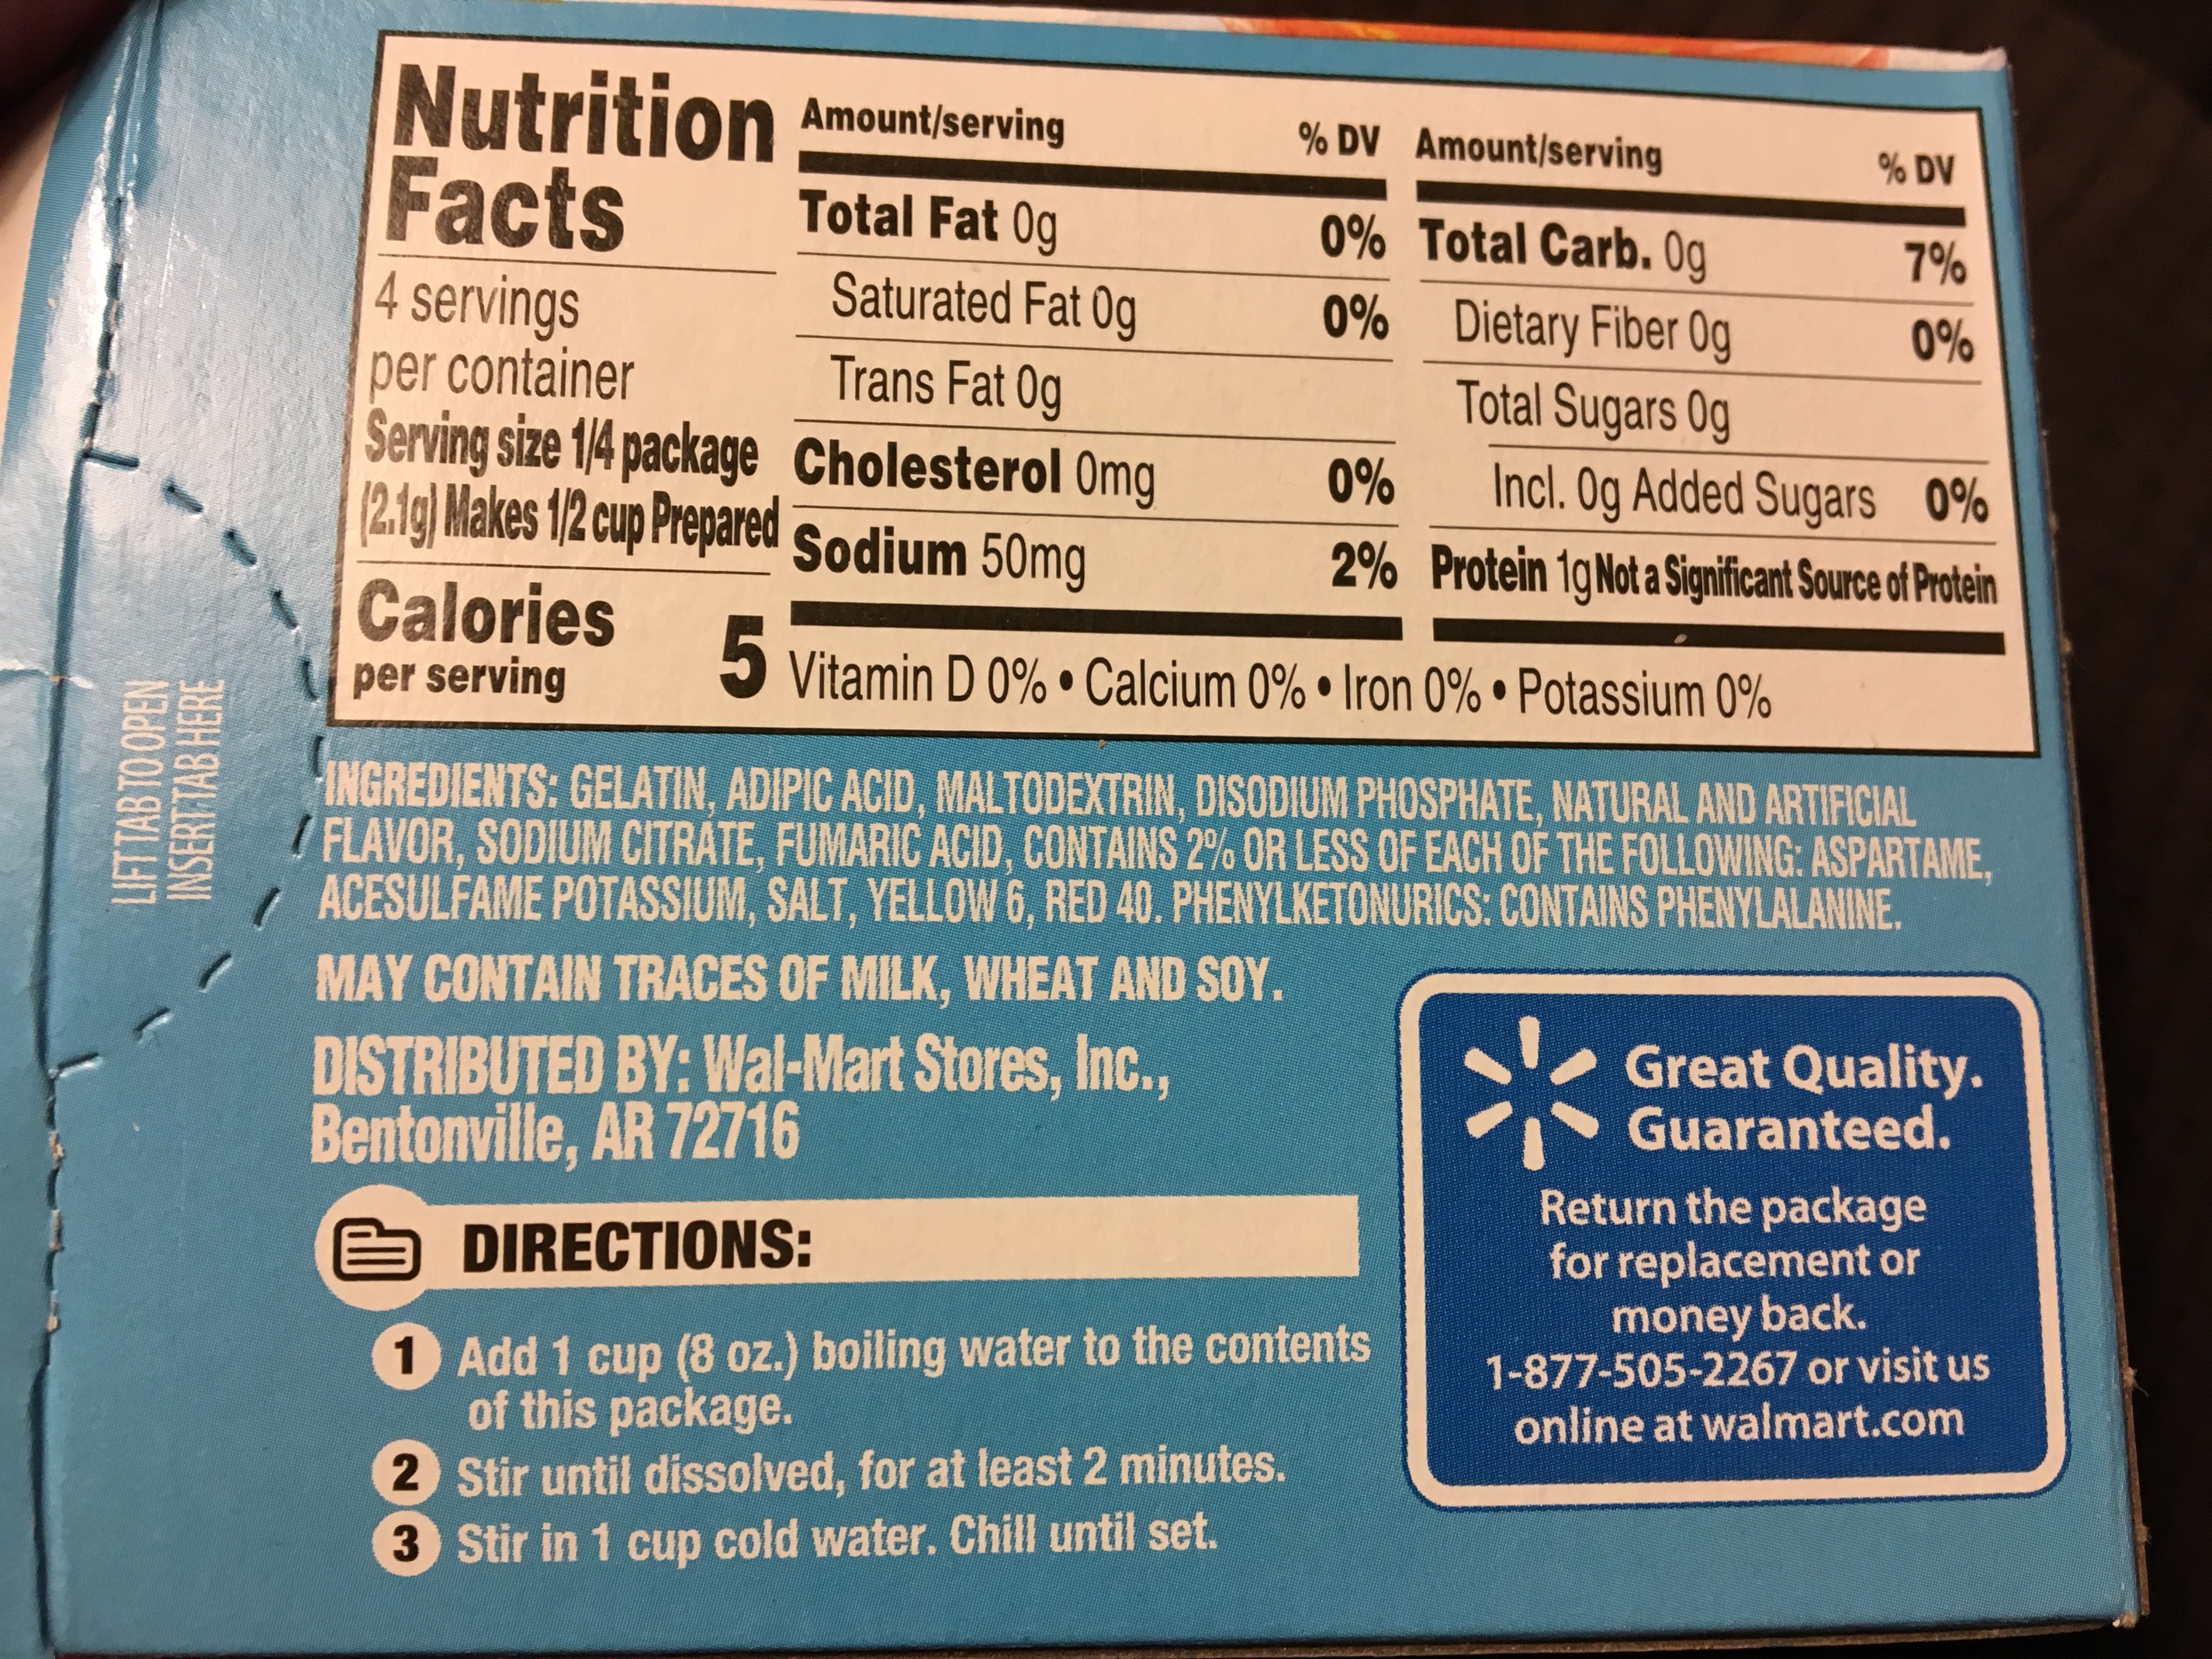 Nutrition
Facts
4 servings
per container
Serving size 1/4 package
(2.1g) Makes 1/2 cup Prepared
Calories
per serving 5
Amount/serving % DV
Total Fat 0g 0%
Saturated Fat 0g 0%
Trans Fat 0g
Cholesterol 0mg 0%
Sodium 50mg 2%
Amount/serving % DV
Total Carb. 0g 7%
Dietary Fiber 0g 0%
Total Sugars 0g
Incl. 0g Added Sugars 0%
Protein 1g Not a Significant Source of Protein
Vitamin D 0% • Calcium 0% • Iron 0% • Potassium 0%
LIFT TAB TO OPEN
INSERT TAB HERE
INGREDIENTS: GELATIN, ADIPIC ACID, MALTODEXTRIN, DISODIUM PHOSPHATE, NATURAL AND ARTIFICIAL
FLAVOR, SODIUM CITRATE, FUMARIC ACID, CONTAINS 2% OR LESS OF EACH OF THE FOLLOWING: ASPARTAME,
ACESULFAME POTASSIUM, SALT, YELLOW 6, RED 40. PHENYLKETONURICS: CONTAINS PHENYLALANINE.
MAY CONTAIN TRACES OF MILK, WHEAT AND SOY.
DISTRIBUTED BY: Wal-Mart Stores, Inc.,
Bentonville, AR 72716
DIRECTIONS:
1 Add 1 cup (8 oz.) boiling water to the contents
of this package.
2 Stir until dissolved, for at least 2 minutes.
3 Stir in 1 cup cold water. Chill until set.
Great Quality.
Guaranteed.
Return the package
for replacement or
money back.
1-877-505-2267 or visit us
online at walmart.com